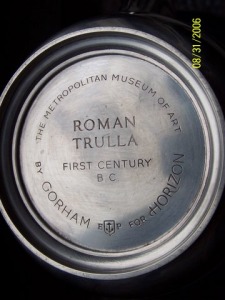 THE METROPOLITAN MUSEUM OF ART
ROMAN
TRULLA
FIRST CENTURY
B.C
BY GORHAM FOR HORIZON
EP
08/31/2006